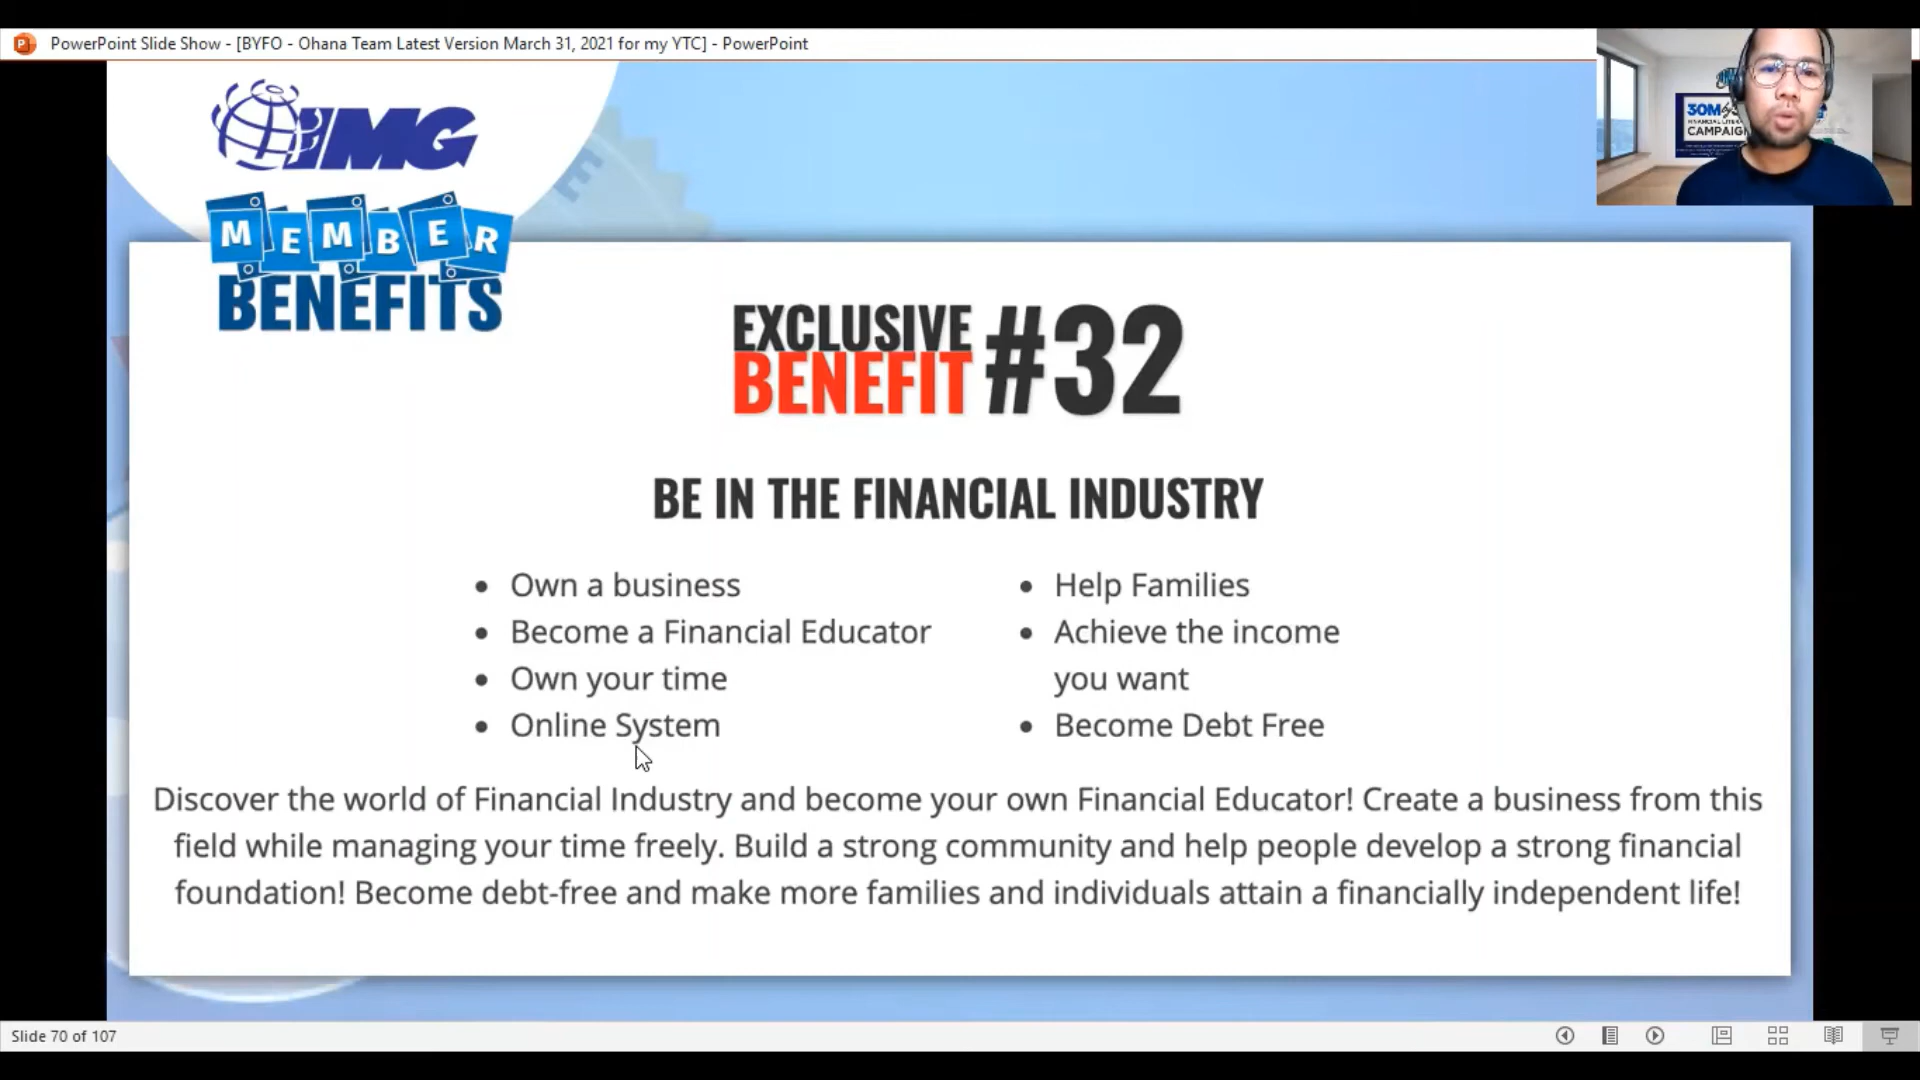 PowerPoint Slide Show - [BYFO - Ohana Team Latest Version March 31, 2021 for my YTC] - PowerPoint
IMG
MEMBER
BENEFITS
30M
CAMPAIGN
EXCLUSIVE
BENEFIT #32
BE IN THE FINANCIAL INDUSTRY
• Own a business
• Become a Financial Educator
• Own your time
• Online System
• Help Families
• Achieve the income
you want
• Become Debt Free
Discover the world of Financial Industry and become your own Financial Educator! Create a business from this
field while managing your time freely. Build a strong community and help people develop a strong financial
foundation! Become debt-free and make more families and individuals attain a financially independent life!
Slide 70 of 107